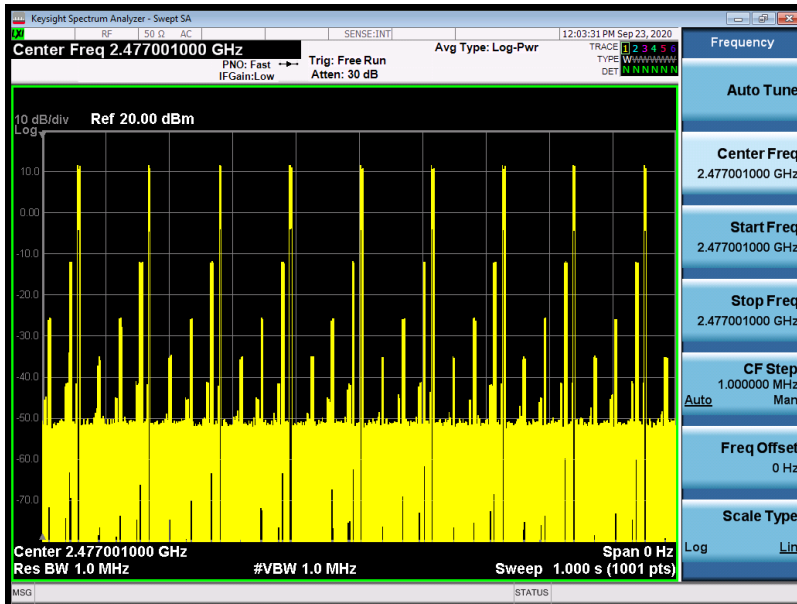 Keysight Spectrum Analyzer - Swept SA
LXI
RF 50 Ω AC SENSE:INT 12:03:31 PM Sep 23, 2020
Center Freq 2.477001000 GHz
PNO: Fast
IFGain:Low
Trig: Free Run
Atten: 30 dB
Avg Type: Log-Pwr
TRACE 1 2 3 4 5 6
TYPE WWWWWW
DET N N N N N N
10 dB/div Ref 20.00 dBm
Log
10.0
0.00
-10.0
-20.0
-30.0
-40.0
-50.0
-60.0
-70.0
Center 2.477001000 GHz Span 0 Hz
Res BW 1.0 MHz #VBW 1.0 MHz Sweep 1.000 s (1001 pts)
MSG STATUS
Frequency
Auto Tune
Center Freq
2.477001000 GHz
Start Freq
2.477001000 GHz
Stop Freq
2.477001000 GHz
CF Step
1.000000 MHz
Auto Man
Freq Offset
0 Hz
Scale Type
Log Lin